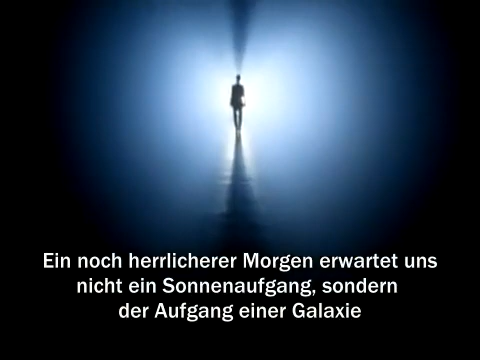 Ein noch herrlicherer Morgen erwartet uns
nicht ein Sonnenaufgang, sondern
der Aufgang einer Galaxie